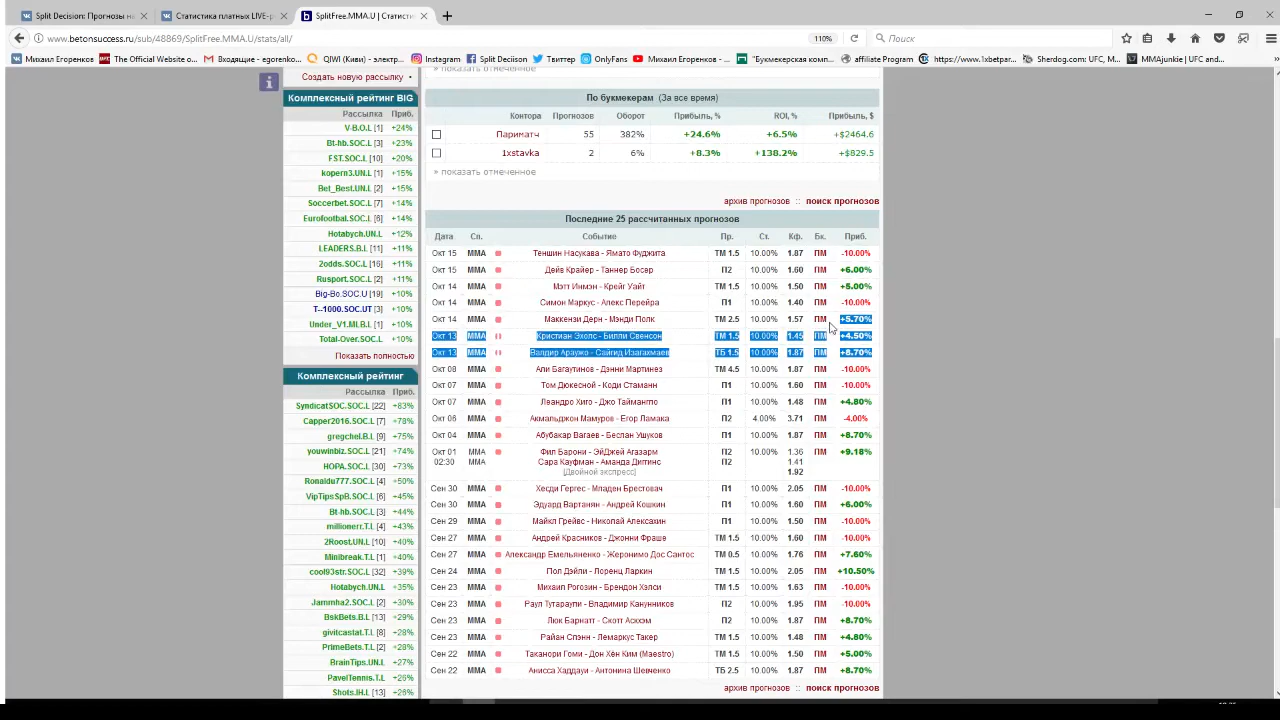 Split Decision: Прогнозы на
Статистика платных LIVE-р
SplitFree.MMA.U | Статисти
www.betonsuccess.ru/sub/48869/SplitFree.MMA.U/stats/all/
110%
Поиск
Михаил Егоренков
The Official Website o...
Входящие - egorenko...
QIWI (Киви) - электр...
Instagram
Split Deciison
Твиттер
OnlyFans
Михаил Егоренков - ...
"Букмекерская комп...
affiliate Program
https://www.1xbetpar...
Sherdog.com: UFC, M...
MMAjunkie | UFC and...
Создать новую рассылку
Комплексный рейтинг BIG
Рассылка Приб.
V-B.O.L [1] +24%
Bt-hb.SOC.L [3] +23%
FST.SOC.L [10] +20%
kopern3.UN.L [1] +15%
Bet_Best.UN.L [2] +15%
Soccerbet.SOC.L [7] +14%
Eurofootbal.SOC.L [6] +14%
Hotabych.UN.L +12%
LEADERS.B.L [11] +11%
2odds.SOC.L [16] +11%
Rusport.SOC.L [2] +11%
Big-Bo.SOC.U [19] +10%
T--1000.SOC.UT [3] +10%
Under_V1.MLB.L [1] +10%
Total-Over.SOC.L +10%
Показать полностью
Комплексный рейтинг
Рассылка Приб.
SyndicatSOC.SOC.L [22] +83%
Capper2016.SOC.L [7] +78%
gregchel.B.L [9] +75%
youwinbiz.SOC.L [21] +74%
HOPA.SOC.L [30] +73%
Ronaldu777.SOC.L [4] +50%
VipTipsSpB.SOC.L [6] +45%
Bt-hb.SOC.L [3] +44%
millionerr.T.L [4] +43%
2Roost.UN.L [10] +40%
Minibreak.T.L [1] +40%
cool93str.SOC.L [32] +39%
Hotabych.UN.L +35%
Jammha2.SOC.L [2] +30%
BskBets.B.L [13] +29%
givitcastat.T.L [8] +28%
PrimeBets.T.L [2] +28%
BrainTips.UN.L +27%
PavelTennis.T.L +26%
Shots.IH.L [13] +26%
» показать отмеченное
По букмекерам (За все время)
Контора Прогнозов Оборот Прибыль, % ROI, % Прибыль, $
Париматч 55 382% +24.6% +6.5% +$2464.6
1xstavka 2 6% +8.3% +138.2% +$829.5
» показать отмеченное
архив прогнозов :: поиск прогнозов
Последние 25 рассчитанных прогнозов
Дата Св. Событие Пр. Ст. Кф. Бк. Приб.
Окт 15 MMA Теншин Насукава - Ямато Фуджита ТМ 1.5 10.00% 1.87 ПМ -10.00%
Окт 15 MMA Дейв Крайер - Таннер Босер П2 10.00% 1.60 ПМ +6.00%
Окт 14 MMA Мэтт Инмэн - Крейг Уайт ТМ 1.5 10.00% 1.50 ПМ +5.00%
Окт 14 MMA Симон Маркус - Алекс Перейра П1 10.00% 1.40 ПМ -10.00%
Окт 14 MMA Маккензи Дерн - Мэнди Полк ТМ 2.5 10.00% 1.57 ПМ +5.70%
Окт 13 MMA Кристиан Эколс - Билли Свенсон ТМ 1.5 10.00% 1.45 ПМ +4.50%
Окт 13 MMA Валдир Араужо - Сайгид Изагахмаев ТБ 1.5 10.00% 1.87 ПМ +8.70%
Окт 08 MMA Али Багаутинов - Дэнни Мартинез ТМ 4.5 10.00% 1.87 ПМ -10.00%
Окт 07 MMA Том Дюкесной - Коди Стаманн П1 10.00% 1.60 ПМ -10.00%
Окт 07 MMA Леандро Хиго - Джо Таймангло П1 10.00% 1.48 ПМ +4.80%
Окт 06 MMA Акмальджон Мамуров - Егор Ламака П2 4.00% 3.71 ПМ -4.00%
Окт 04 MMA Абубакар Вагаев - Беслан Ушуков П1 10.00% 1.87 ПМ +8.70%
Окт 01 MMA Фил Барони - ЭйДжей Агазарм П2 10.00% 1.36 ПМ +9.18%
02:30 MMA Сара Кауфман - Аманда Диггинс П2 1.41
[Двойной экспресс] 1.92
Сен 30 MMA Хесди Гергес - Младен Брестовач П1 10.00% 2.05 ПМ -10.00%
Сен 30 MMA Эдуард Вартанян - Андрей Кошкин П1 10.00% 1.60 ПМ +6.00%
Сен 29 MMA Майкл Грейвс - Николай Алексахин П1 10.00% 1.50 ПМ -10.00%
Сен 27 MMA Андрей Красников - Джонни Фраше ТМ 1.5 10.00% 1.60 ПМ -10.00%
Сен 27 MMA Александр Емельяненко - Жеронимо Дос Сантос ТМ 0.5 10.00% 1.76 ПМ +7.60%
Сен 24 MMA Пол Дэйли - Лоренц Ларкин ТМ 1.5 10.00% 2.05 ПМ +10.50%
Сен 23 MMA Михаил Рогозин - Брендон Хэлси ТМ 1.5 10.00% 1.63 ПМ -10.00%
Сен 23 MMA Раул Тутараули - Владимир Канунников П2 10.00% 1.95 ПМ -10.00%
Сен 23 MMA Люк Барнатт - Скотт Асхэм П2 10.00% 1.87 ПМ +8.70%
Сен 23 MMA Райан Спэнн - Лемаркус Такер ТМ 1.5 10.00% 1.48 ПМ +4.80%
Сен 22 MMA Таканори Гоми - Дон Хён Ким (Maestro) ТМ 1.5 10.00% 1.50 ПМ +5.00%
Сен 22 MMA Анисса Хаддауи - Антонина Шевченко ТБ 2.5 10.00% 1.87 ПМ +8.70%
архив прогнозов :: поиск прогнозов